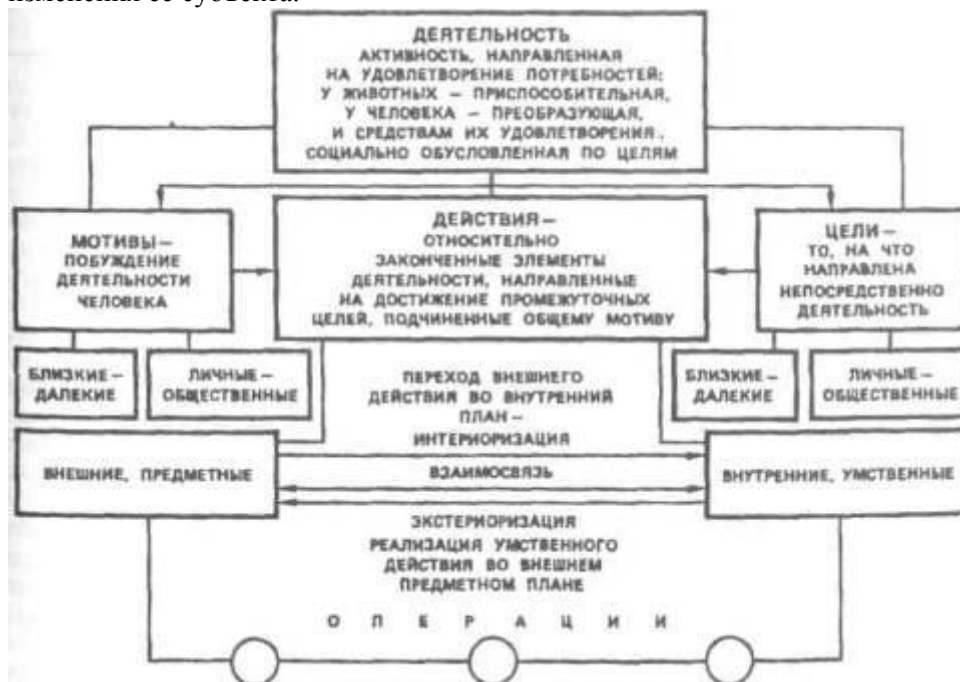 изменения ее субъекта.
ДЕЯТЕЛЬНОСТЬ
АКТИВНОСТЬ, НАПРАВЛЕННАЯ
НА УДОВЛЕТВОРЕНИЕ ПОТРЕБНОСТЕЙ;
У ЖИВОТНЫХ – ПРИСПОСОБИТЕЛЬНАЯ,
У ЧЕЛОВЕКА – ПРЕОБРАЗУЮЩАЯ,
И СРЕДСТВАМ ИХ УДОВЛЕТВОРЕНИЯ.
СОЦИАЛЬНО ОБУСЛОВЛЕННАЯ ПО ЦЕЛЯМ
МОТИВЫ –
ПОБУЖДЕНИЕ
ДЕЯТЕЛЬНОСТИ
ЧЕЛОВЕКА
ДЕЙСТВИЯ –
ОТНОСИТЕЛЬНО
ЗАКОНЧЕННЫЕ ЭЛЕМЕНТЫ
ДЕЯТЕЛЬНОСТИ, НАПРАВЛЕННЫЕ
НА ДОСТИЖЕНИЕ ПРОМЕЖУТОЧНЫХ
ЦЕЛЕЙ, ПОДЧИНЕННЫЕ ОБЩЕМУ МОТИВУ
ЦЕЛИ –
ТО, НА ЧТО
НАПРАВЛЕНА
НЕПОСРЕДСТВЕННО
ДЕЯТЕЛЬНОСТЬ
БЛИЗКИЕ –
ДАЛЕКИЕ
ЛИЧНЫЕ –
ОБЩЕСТВЕННЫЕ
ПЕРЕХОД ВНЕШНЕГО
ДЕЙСТВИЯ ВО ВНУТРЕННИЙ
ПЛАН –
ИНТЕРИОРИЗАЦИЯ
БЛИЗКИЕ –
ДАЛЕКИЕ
ЛИЧНЫЕ –
ОБЩЕСТВЕННЫЕ
ВНЕШНИЕ, ПРЕДМЕТНЫЕ
ВЗАИМОСВЯЗЬ
ВНУТРЕННИЕ, УМСТВЕННЫЕ
ЭКСТЕРИОРИЗАЦИЯ
РЕАЛИЗАЦИЯ УМСТВЕННОГО
ДЕЙСТВИЯ ВО ВНЕШНЕМ
ПРЕДМЕТНОМ ПЛАНЕ
О П Е Р А Ц И И